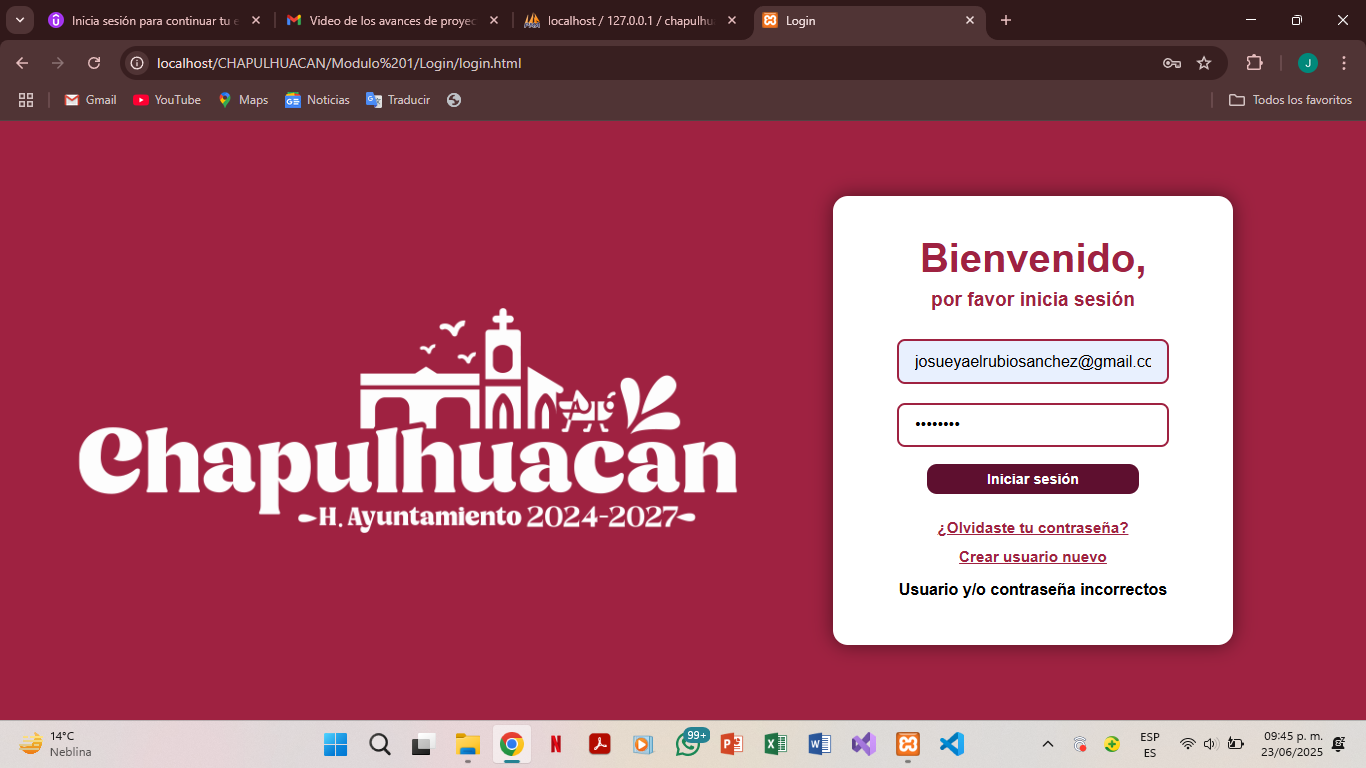 Inicia sesión para continuar tu e
Video de los avances de proyec
localhost / 127.0.0.1 / chapulhua
Login
localhost/CHAPULHUACAN/Modulo%201/Login/login.html
J
Gmail
YouTube
Maps
Noticias
Traducir
Todos los favoritos
Chapulhuacan
H. Ayuntamiento 2024-2027
Bienvenido,
por favor inicia sesión
josueyaelrubiosanchez@gmail.cc
••••••••
Iniciar sesión
¿Olvidaste tu contraseña?
Crear usuario nuevo
Usuario y/o contraseña incorrectos
14°C
Neblina
99+
ESP
ES
09:45 p. m.
23/06/2025